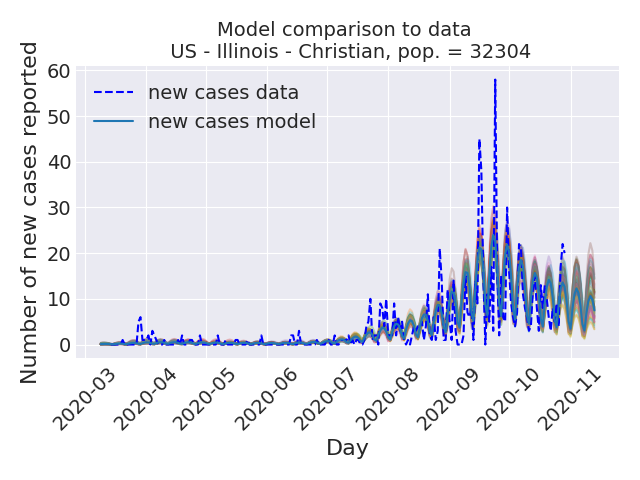 Model comparison to data
US - Illinois - Christian, pop. = 32304
Number of new cases reported
60
50
40
30
20
10
0
new cases data
new cases model
2020-03
2020-04
2020-05
2020-06
2020-07
2020-08
2020-09
2020-10
2020-11
Day